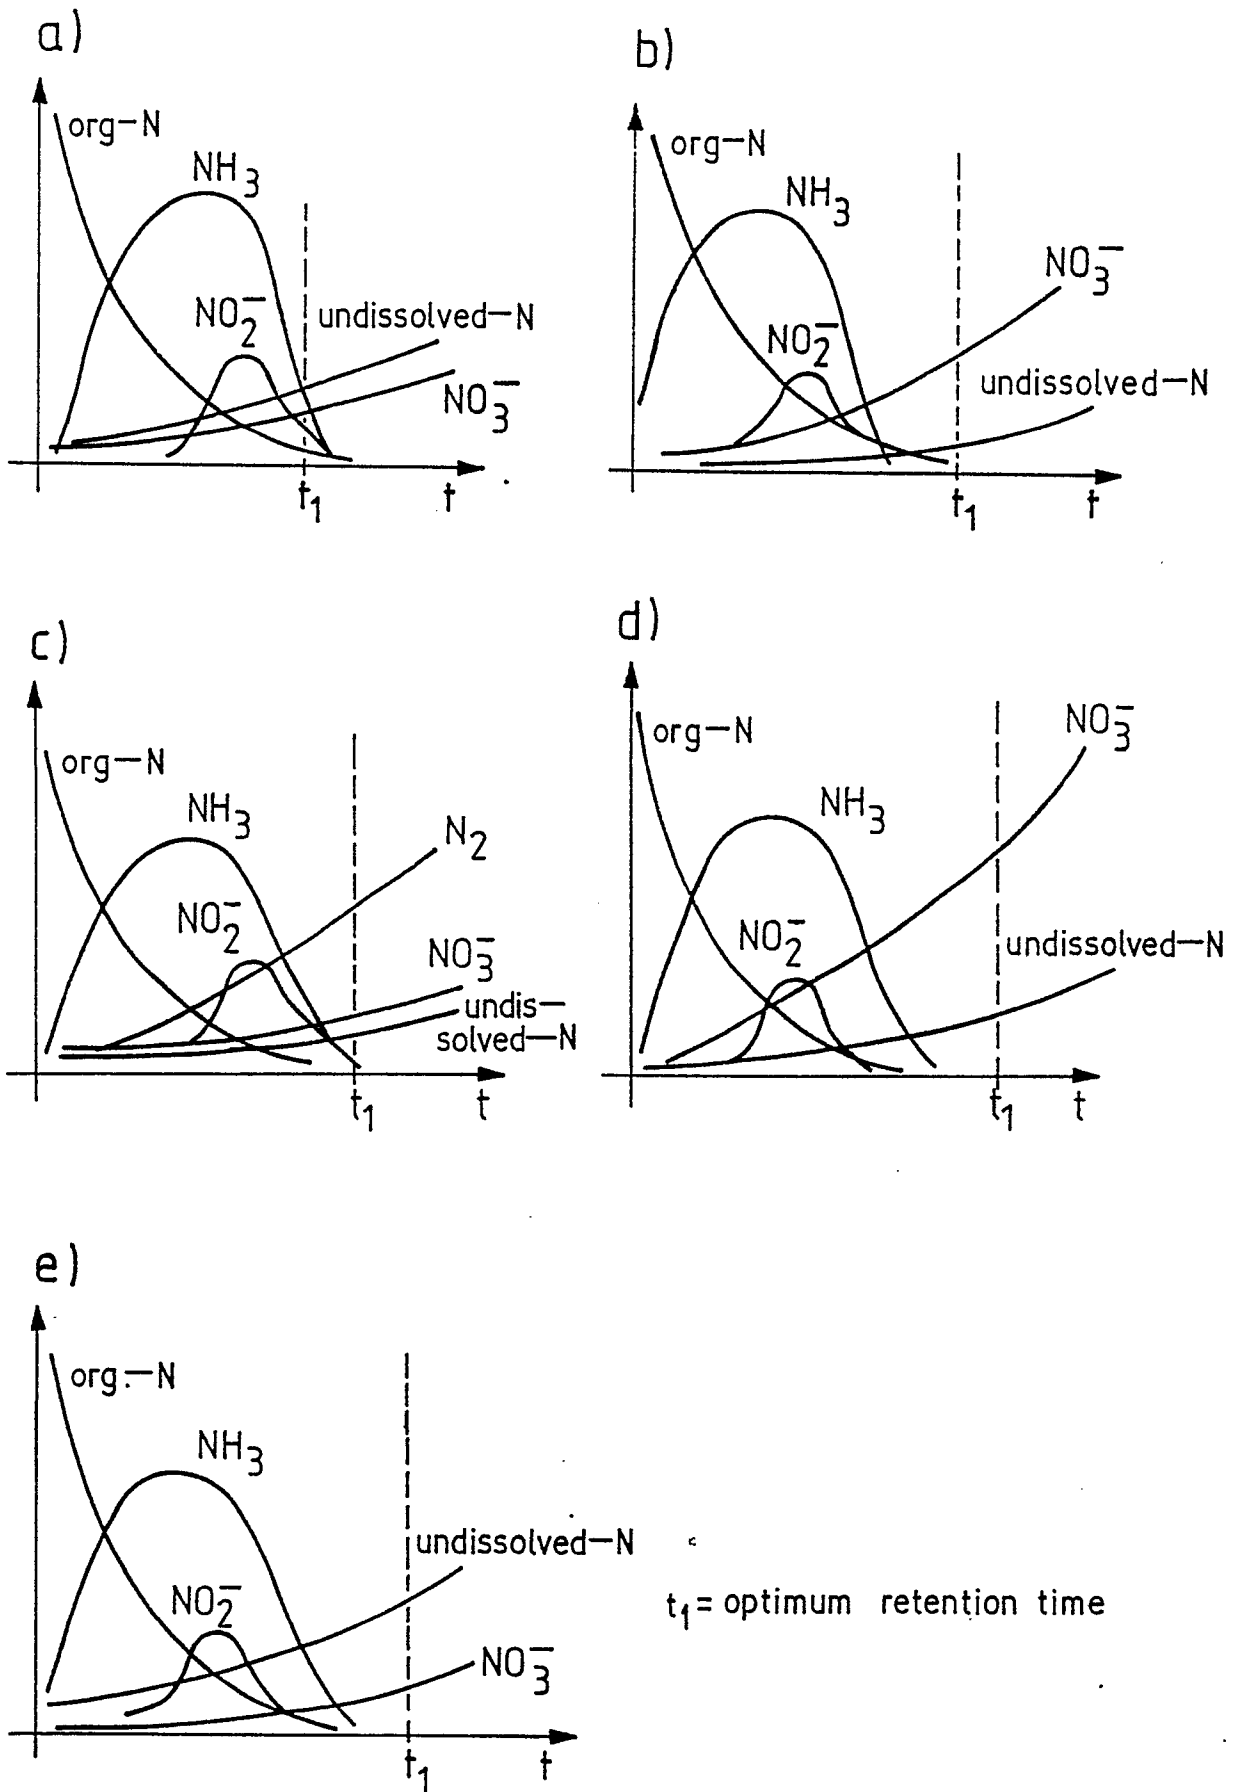 a)
org-N
NH3
NO2-
undissolved-N
NO3-
t1
t
b)
org-N
NH3
NO3-
NO2-
undissolved-N
t1
t
c)
org-N
NH3
N2
NO2-
NO3-
undis-
solved-N
t1
t
d)
org-N
NO3-
NH3
NO2-
undissolved-N
t1
t
e)
org.-N
NH3
undissolved-N
NO2-
NO3-
t1
t
t1= optimum retention time